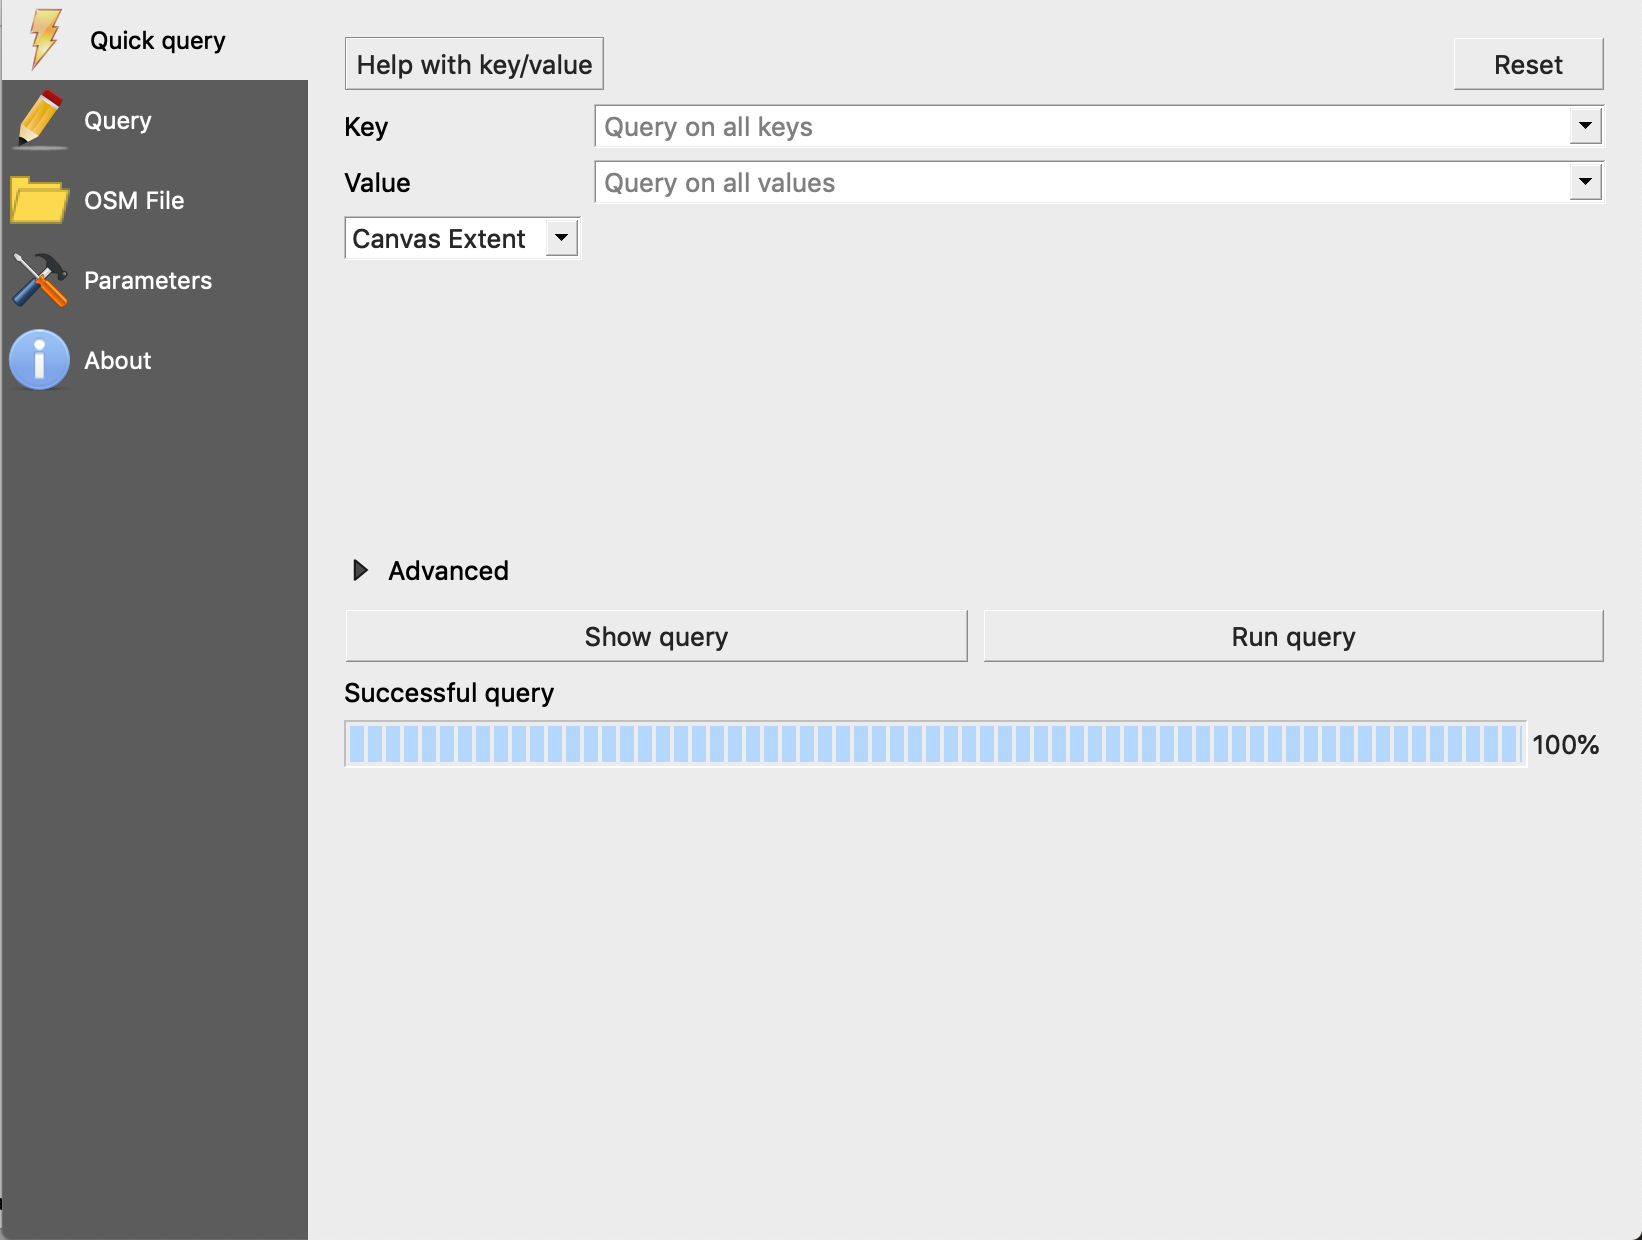 Quick query
Query
OSM File
Parameters
About
Help with key/value
Reset
Key
Query on all keys
Value
Query on all values
Canvas Extent
Advanced
Show query
Run query
Successful query
100%